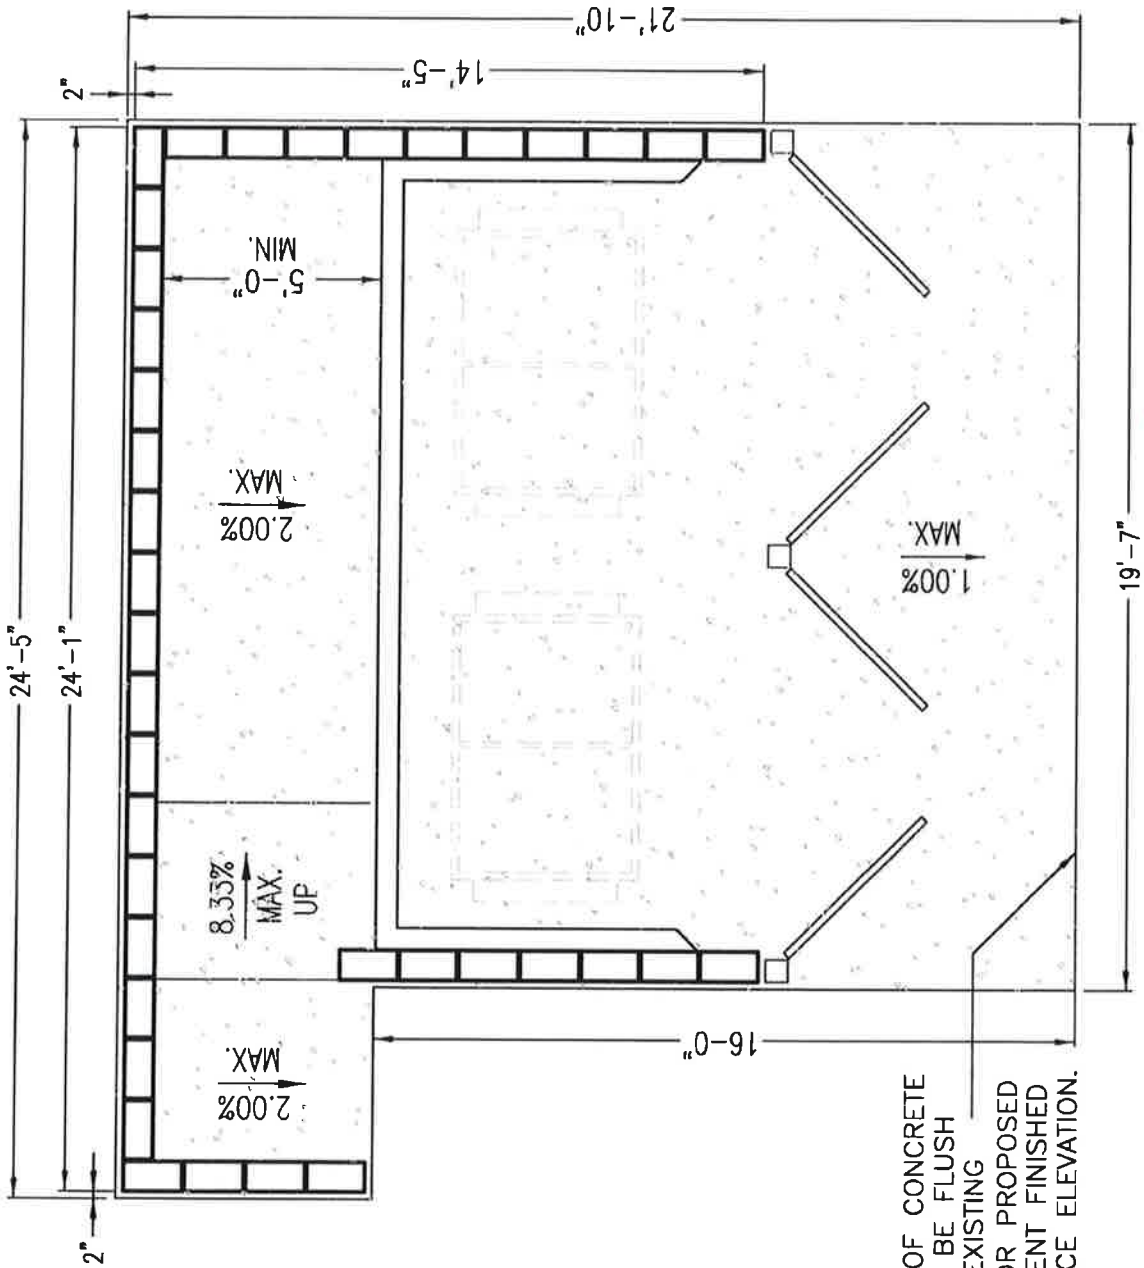 24'-5"
24'-1"
2"
2"
21'-10"
14'-5"
5'-0"
MIN.
2.00%
MAX.
8.33%
MAX.
UP
2.00%
MAX.
1.00%
MAX.
16'-0"
19'-7"
OF CONCRETE
BE FLUSH
EXISTING
OR PROPOSED
ENT FINISHED
CE ELEVATION.